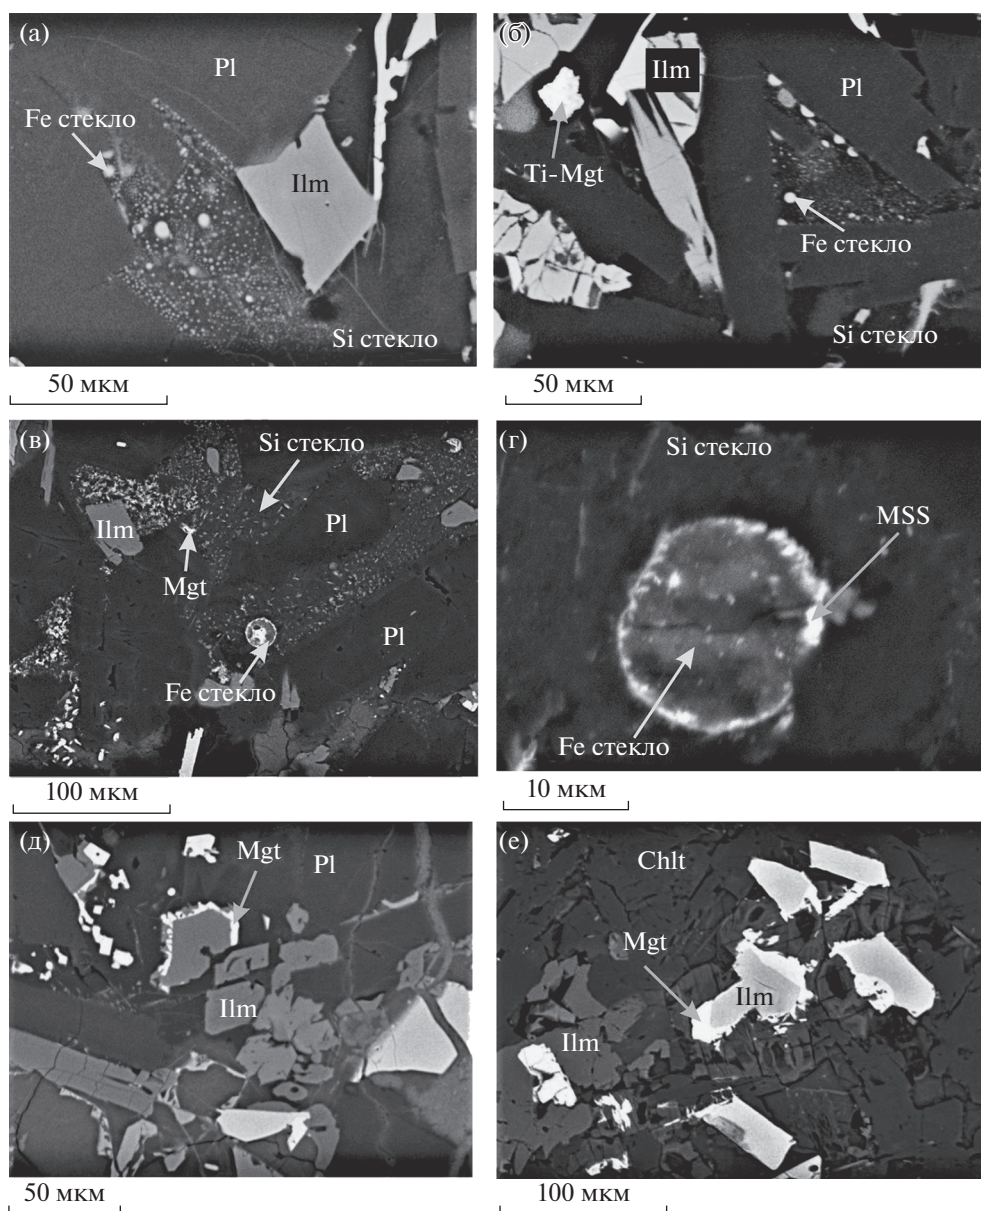 (а)
Pl
Fe стекло
Ilm
Si стекло
50 мкм
(б)
Ilm
Pl
Ti-Mgt
Fe стекло
Si стекло
50 мкм
(в)
Si стекло
Ilm
Pl
Mgt
Pl
Fe стекло
100 мкм
(г)
Si стекло
MSS
Fe стекло
10 мкм
(д)
Mgt
Pl
Ilm
50 мкм
(е)
Chlt
Mgt
Ilm
Ilm
100 мкм